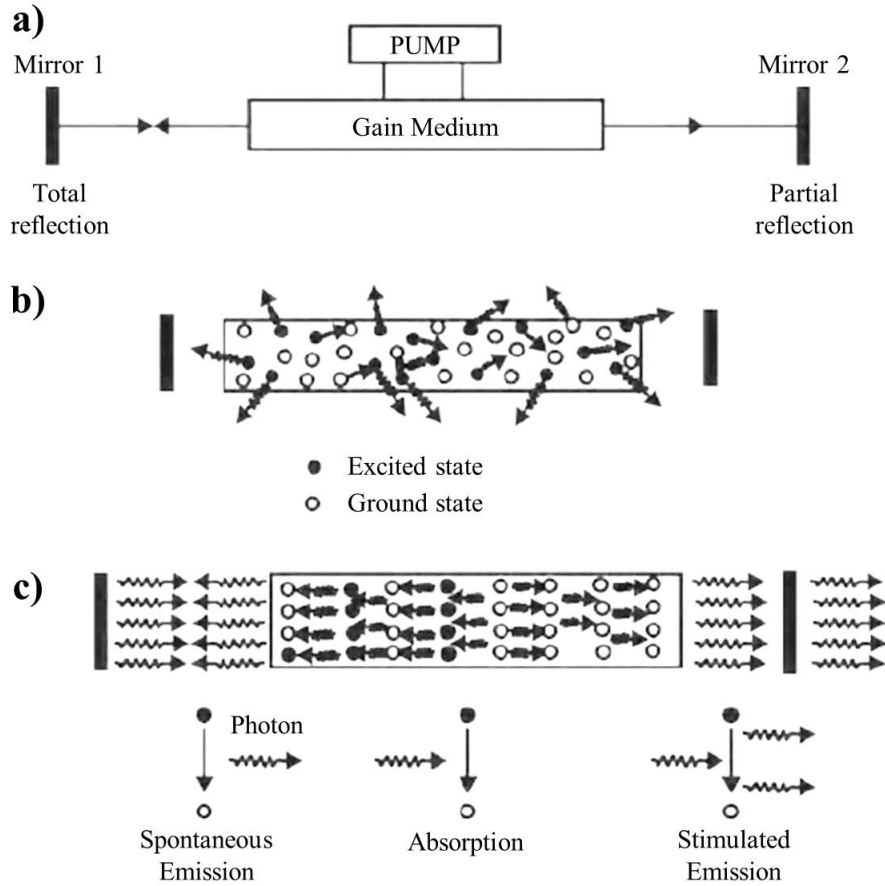 a)
PUMP
Mirror 1
Mirror 2
Gain Medium
Total
reflection
Partial
reflection
b)
Excited state
Ground state
c)
Photon
Spontaneous
Emission
Absorption
Stimulated
Emission